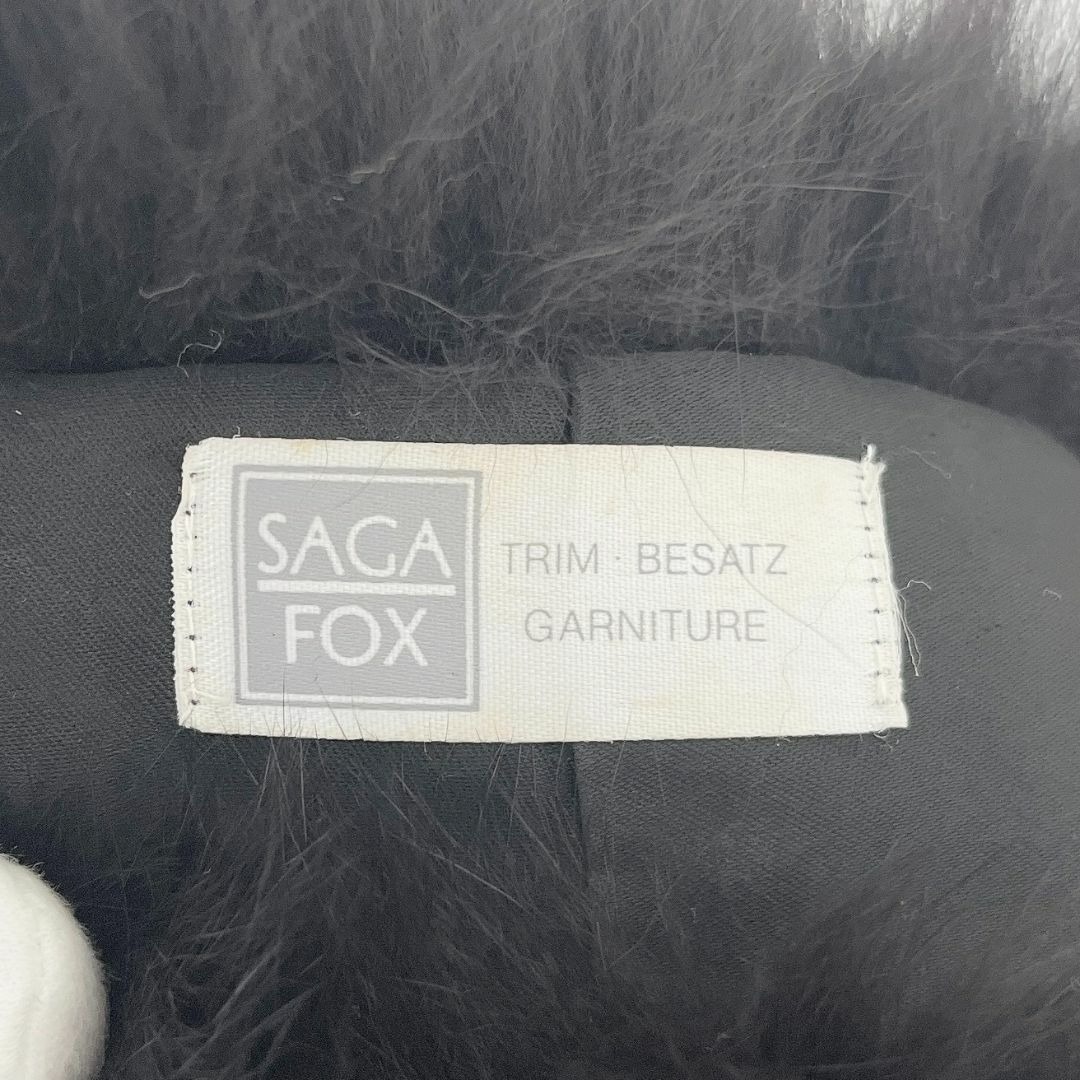 SAGA
FOX
TRIM · BESATZ
GARNITURE